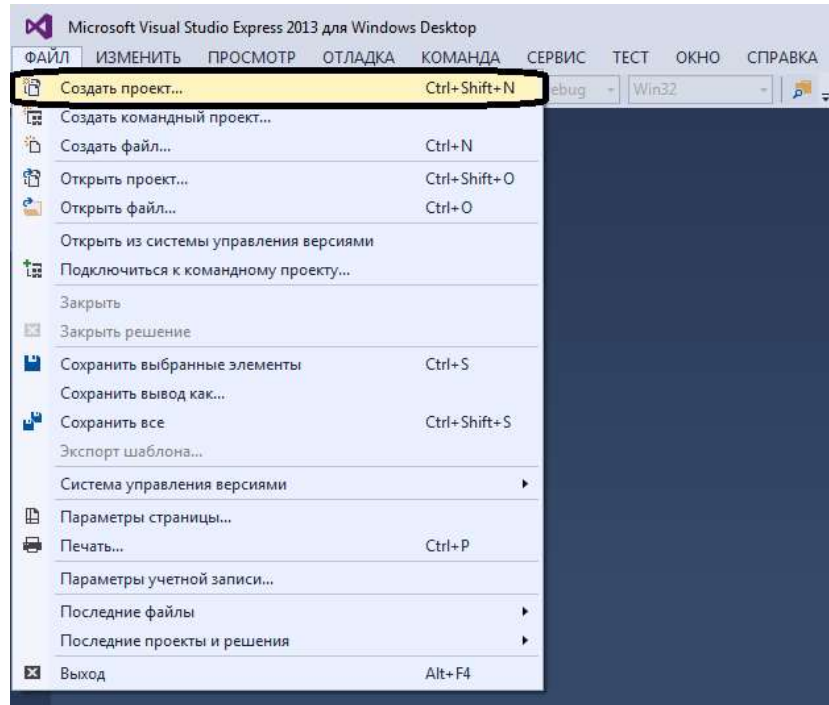 Microsoft Visual Studio Express 2013 для Windows Desktop
ФАЙЛ ИЗМЕНИТЬ ПРОСМОТР ОТЛАДКА КОМАНДА СЕРВИС ТЕСТ ОКНО СПРАВКА
Создать проект... Ctrl+Shift+N ebug Win32
Создать командный проект...
Создать файл... Ctrl+N
Открыть проект... Ctrl+Shift+O
Открыть файл... Ctrl+O
Открыть из системы управления версиями
Подключиться к командному проекту...
Закрыть
Закрыть решение
Сохранить выбранные элементы Ctrl+S
Сохранить вывод как...
Сохранить все Ctrl+Shift+S
Экспорт шаблона...
Система управления версиями
Параметры страницы...
Печать... Ctrl+P
Параметры учетной записи...
Последние файлы
Последние проекты и решения
Выход Alt+F4